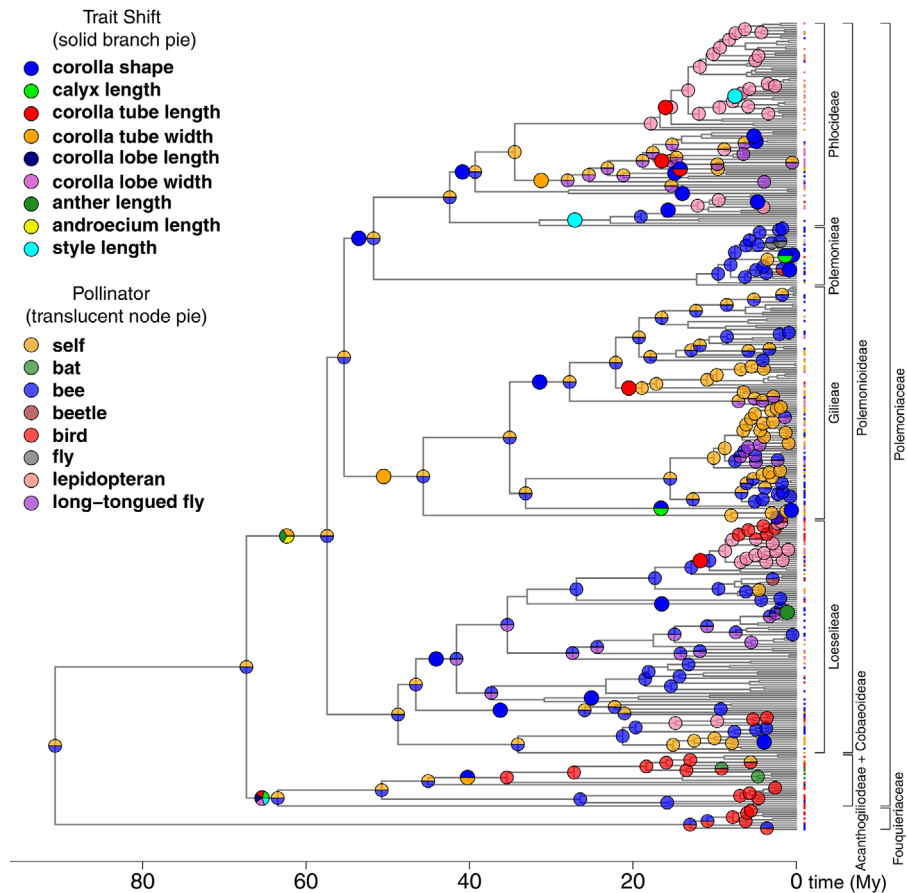 Trait Shift
(solid branch pie)
corolla shape
calyx length
corolla tube length
corolla tube width
corolla lobe length
corolla lobe width
anther length
androecium length
style length
Pollinator
(translucent node pie)
self
bat
bee
beetle
bird
fly
lepidopteran
long−tongued fly
Phlocideae
Polemonieae
Gilieae
Loeselieae
Polemonioideae
Acanthogiliodeae + Cobaeoideae
Polemoniaceae
Fouquieriaceae
80 60 40 20 0 time (My)